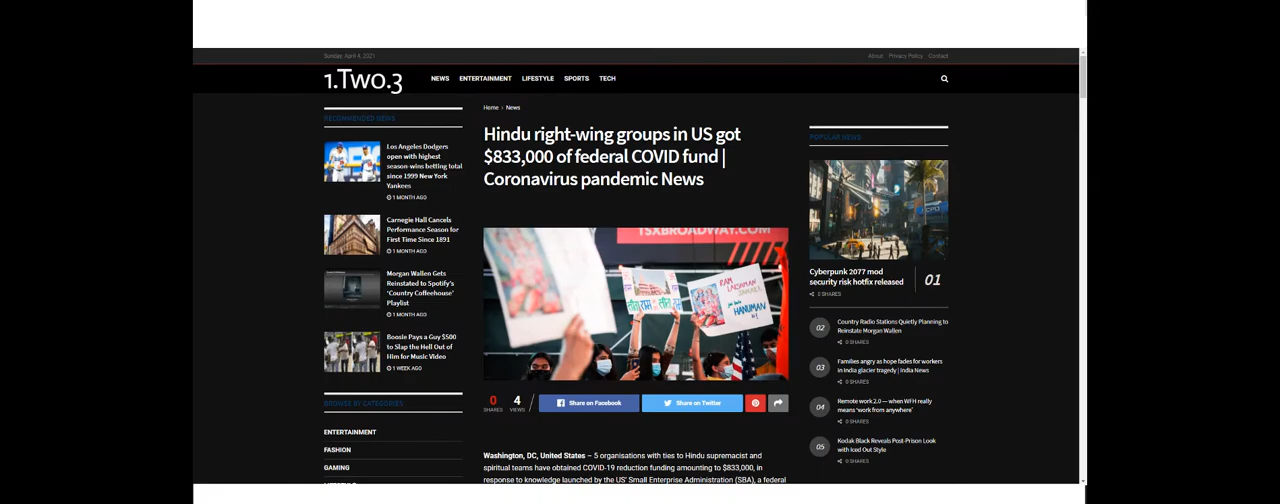 Sunday, April 4, 2021
About Privacy Policy Contact
1.Two.3
NEWS ENTERTAINMENT LIFESTYLE SPORTS TECH
RECOMMENDED NEWS
Los Angeles Dodgers
open with highest
season-wins betting total
since 1999 New York
Yankees
1 MONTH AGO
Carnegie Hall Cancels
Performance Season for
First Time Since 1891
1 MONTH AGO
Morgan Wallen Gets
Reinstated to Spotify's
'Country Coffeehouse'
Playlist
1 MONTH AGO
Boosie Pays a Guy $500
to Slap the Hell Out of
Him for Music Video
1 WEEK AGO
BROWSE BY CATEGORIES
ENTERTAINMENT
FASHION
GAMING
Home › News
Hindu right-wing groups in US got
$833,000 of federal COVID fund |
Coronavirus pandemic News
TSXBROADWAY.COM
RAM
LAKSHMAN
JANAKI
HANUMAN
0 SHARES
4 VIEWS
Share on Facebook
Share on Twitter
Washington, DC, United States – 5 organisations with ties to Hindu supremacist and
spiritual teams have obtained COVID-19 reduction funding amounting to $833,000, in
response to knowledge launched by the US' Small Enterprise Administration (SBA), a federal
POPULAR NEWS
CPD
Cyberpunk 2077 mod
security risk hotfix released
01
0 SHARES
02
Country Radio Stations Quietly Planning to
Reinstate Morgan Wallen
0 SHARES
03
Families angry as hope fades for workers
in India glacier tragedy | India News
0 SHARES
04
Remote work 2.0 — when WFH really
means 'work from anywhere'
0 SHARES
05
Kodak Black Reveals Post-Prison Look
with Iced Out Style
0 SHARES